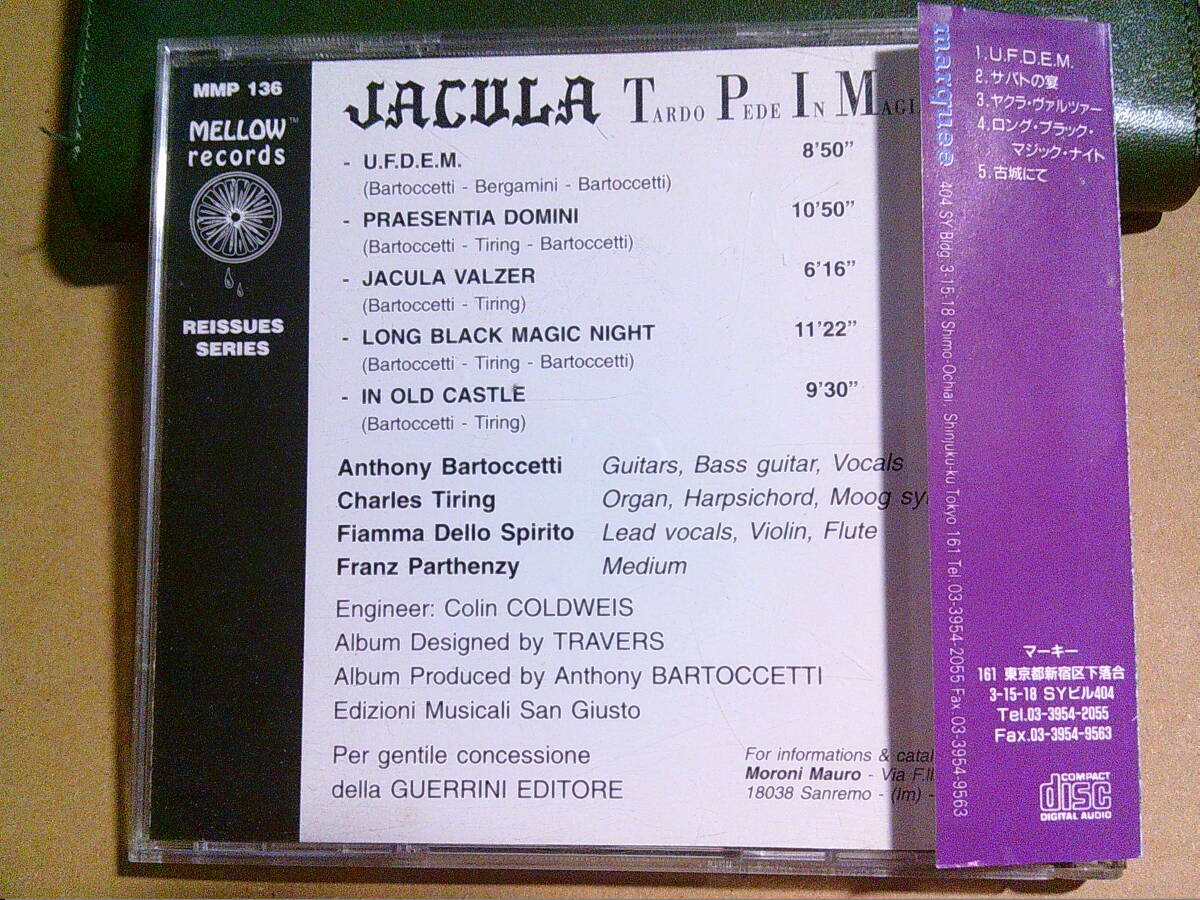 MMP 136
MELLOW™
records
REISSUES
SERIES
JACULA TARDO PEDE IN MAGI
- U.F.D.E.M. 8'50"
(Bartoccetti - Bergamini - Bartoccetti)
- PRAESENTIA DOMINI 10'50"
(Bartoccetti - Tiring - Bartoccetti)
- JACULA VALZER 6'16"
(Bartoccetti - Tiring)
- LONG BLACK MAGIC NIGHT 11'22"
(Bartoccetti - Tiring - Bartoccetti)
- IN OLD CASTLE 9'30"
(Bartoccetti - Tiring)
Anthony Bartoccetti Guitars, Bass guitar, Vocals
Charles Tiring Organ, Harpsichord, Moog sy
Fiamma Dello Spirito Lead vocals, Violin, Flute
Franz Parthenzy Medium
Engineer: Colin COLDWEIS
Album Designed by TRAVERS
Album Produced by Anthony BARTOCCETTI
Edizioni Musicali San Giusto
Per gentile concessione
della GUERRINI EDITORE
For informations & catal
Moroni Mauro - Via F.ll
18038 Sanremo - (Im) -
marquee 404 SY Bldg. 3-15-18 Shimo-Ochiai, Shinjuku-ku Tokyo 161 Tel.03-3954-2055 Fax.03-3954-9563
1.U.F.D.E.M.
2.サバトの宴
3.ヤクラ・ヴァルツァー
4.ロング・ブラック・
マジック・ナイト
5.古城にて
マーキー
161 東京都新宿区下落合
3-15-18 SYビル404
Tel.03-3954-2055
Fax.03-3954-9563
COMPACT
disc
DIGITAL AUDIO